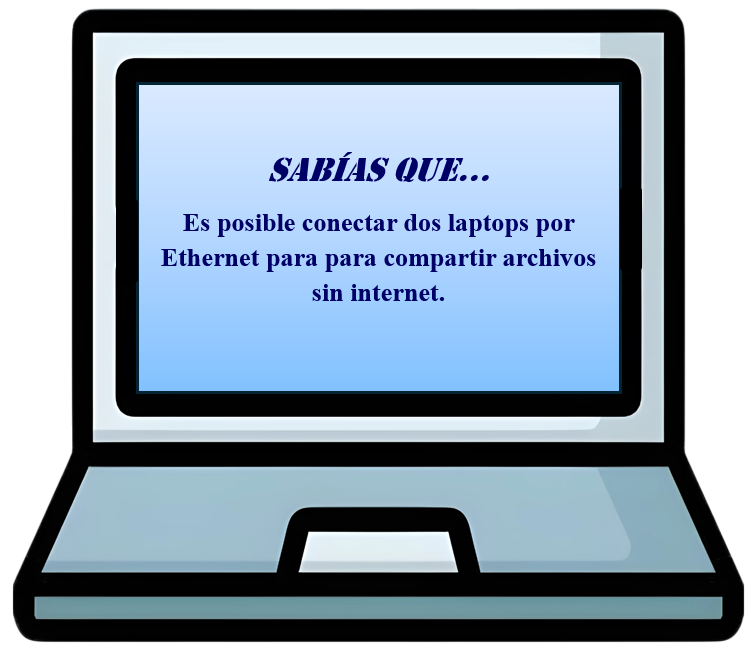 SABÍAS QUE...
Es posible conectar dos laptops por
Ethernet para para compartir archivos
sin internet.